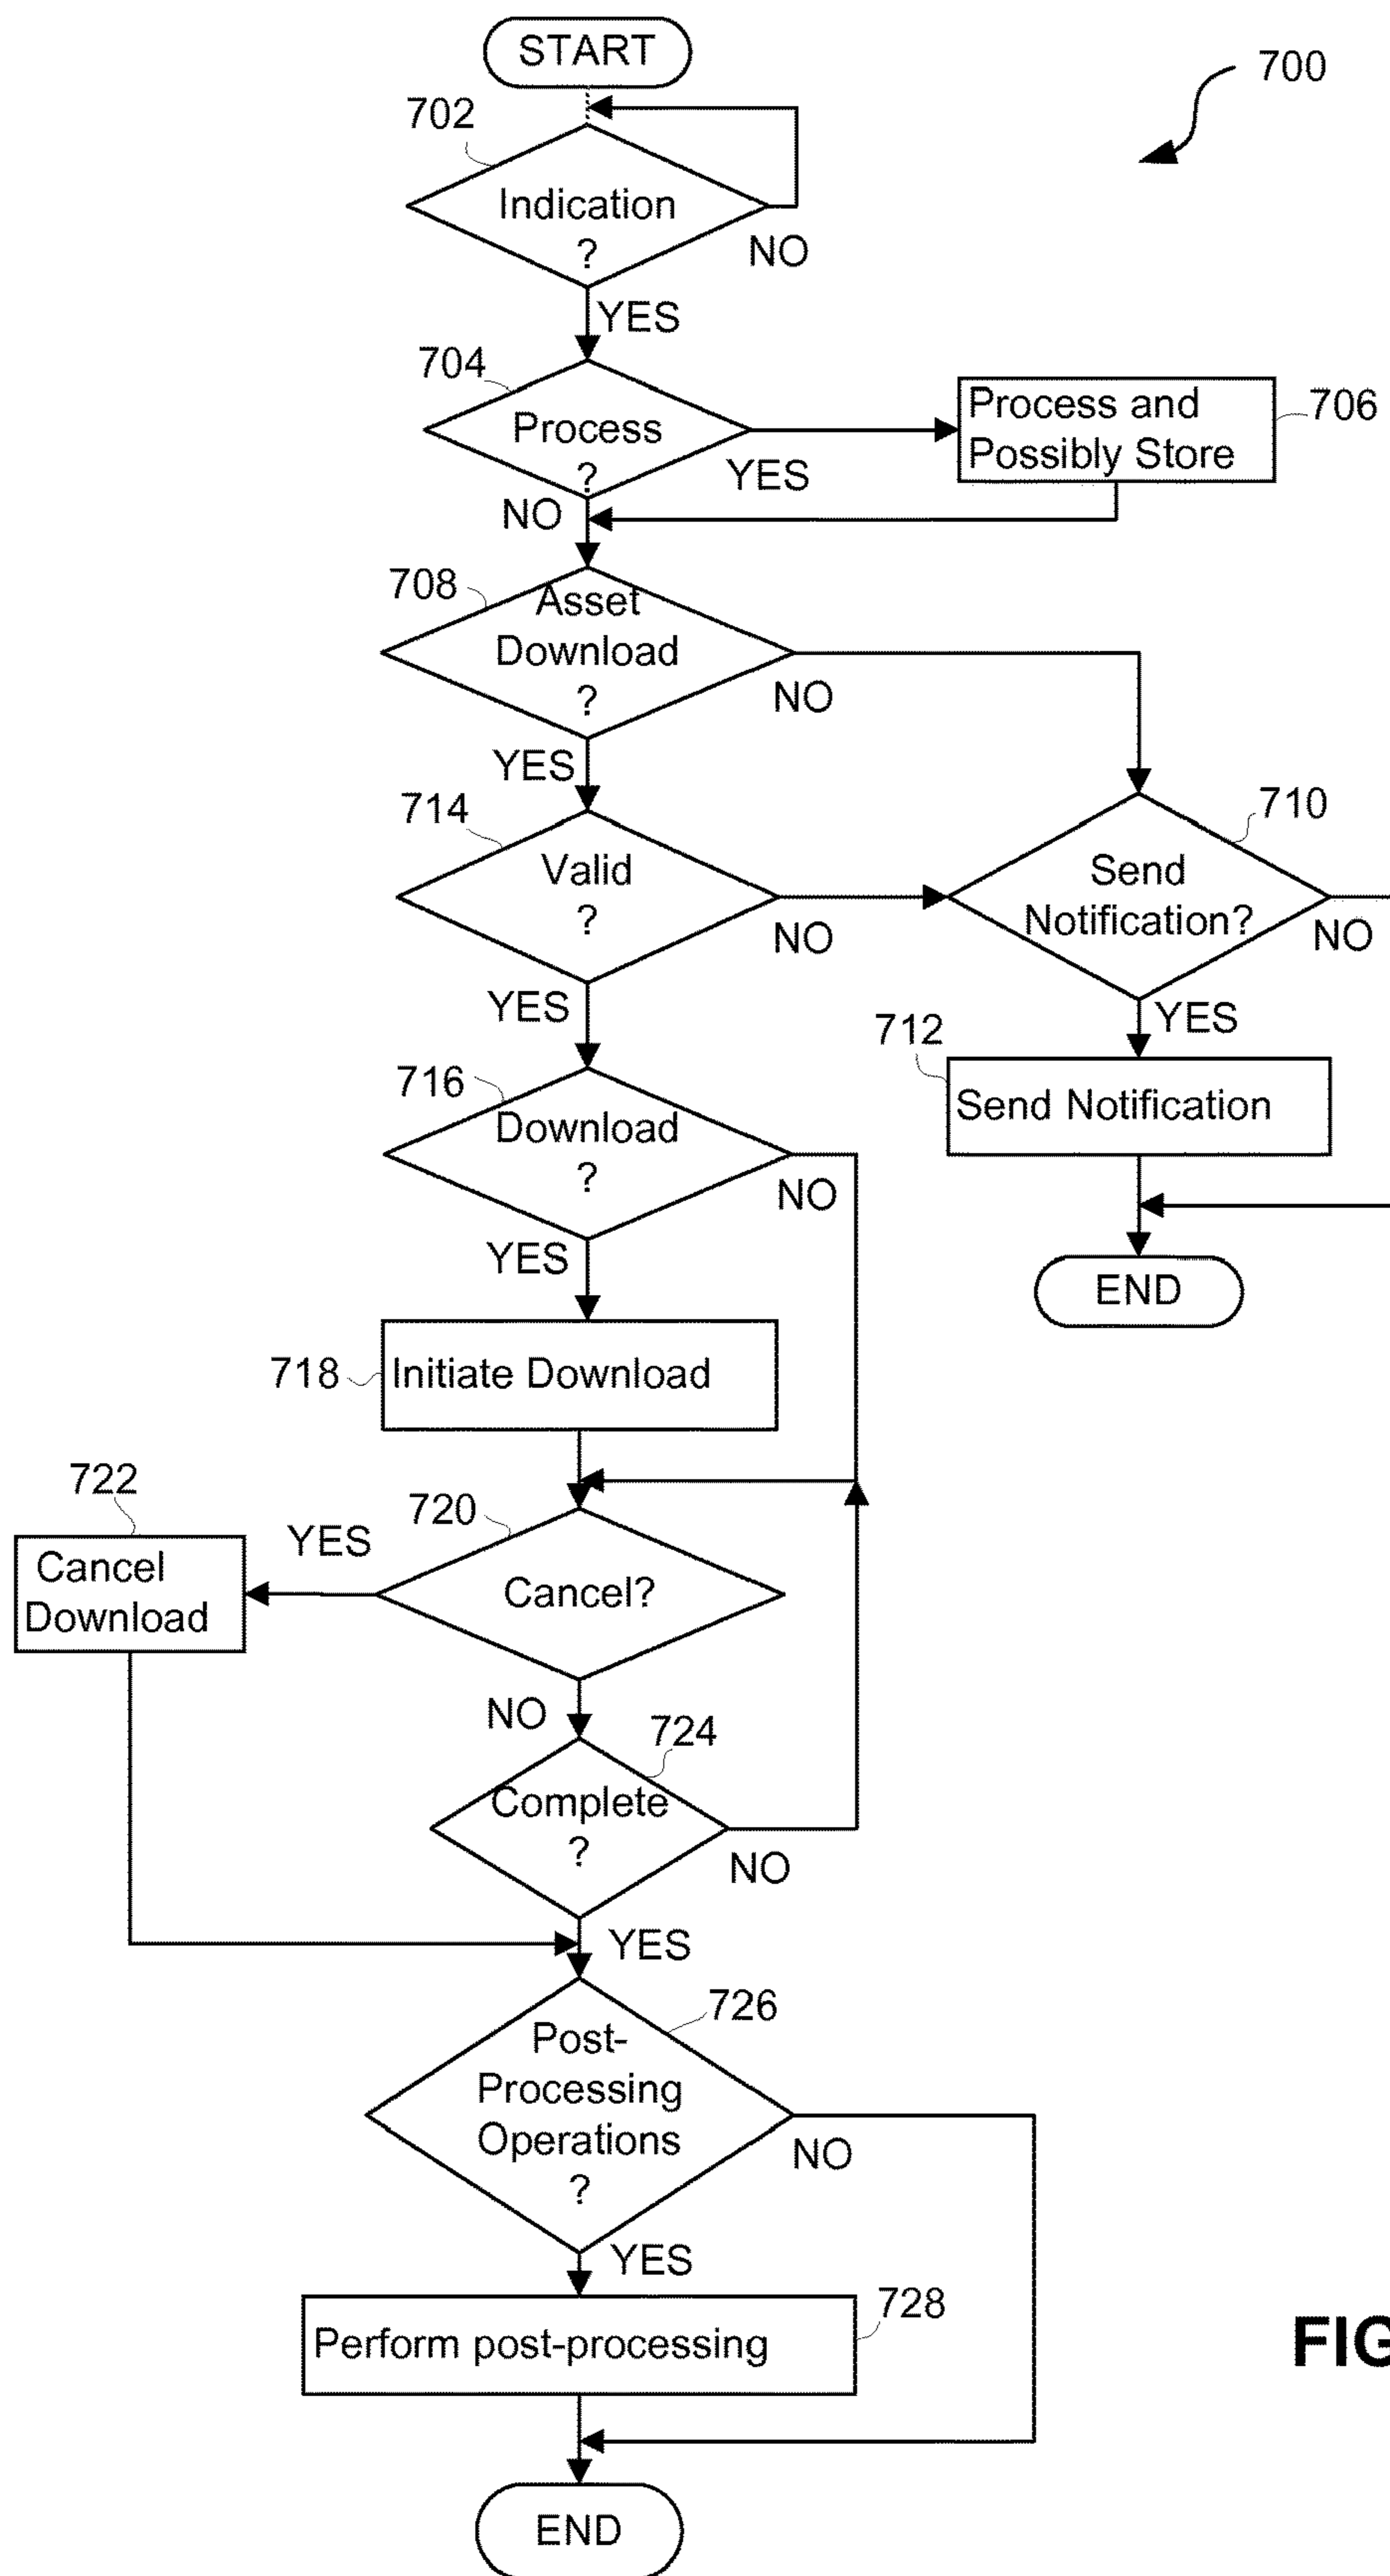 START
700
702
Indication
?
NO
YES
704
Process
?
YES
Process and
Possibly Store
706
NO
708
Asset
Download
?
NO
YES
714
Valid
?
NO
710
Send
Notification?
NO
YES
YES
712
Send Notification
716
Download
?
NO
END
YES
718
Initiate Download
722
720
YES
Cancel
Download
Cancel?
NO
724
Complete
?
NO
YES
726
Post-
Processing
Operations
?
NO
YES
728
Perform post-processing
FIG
END